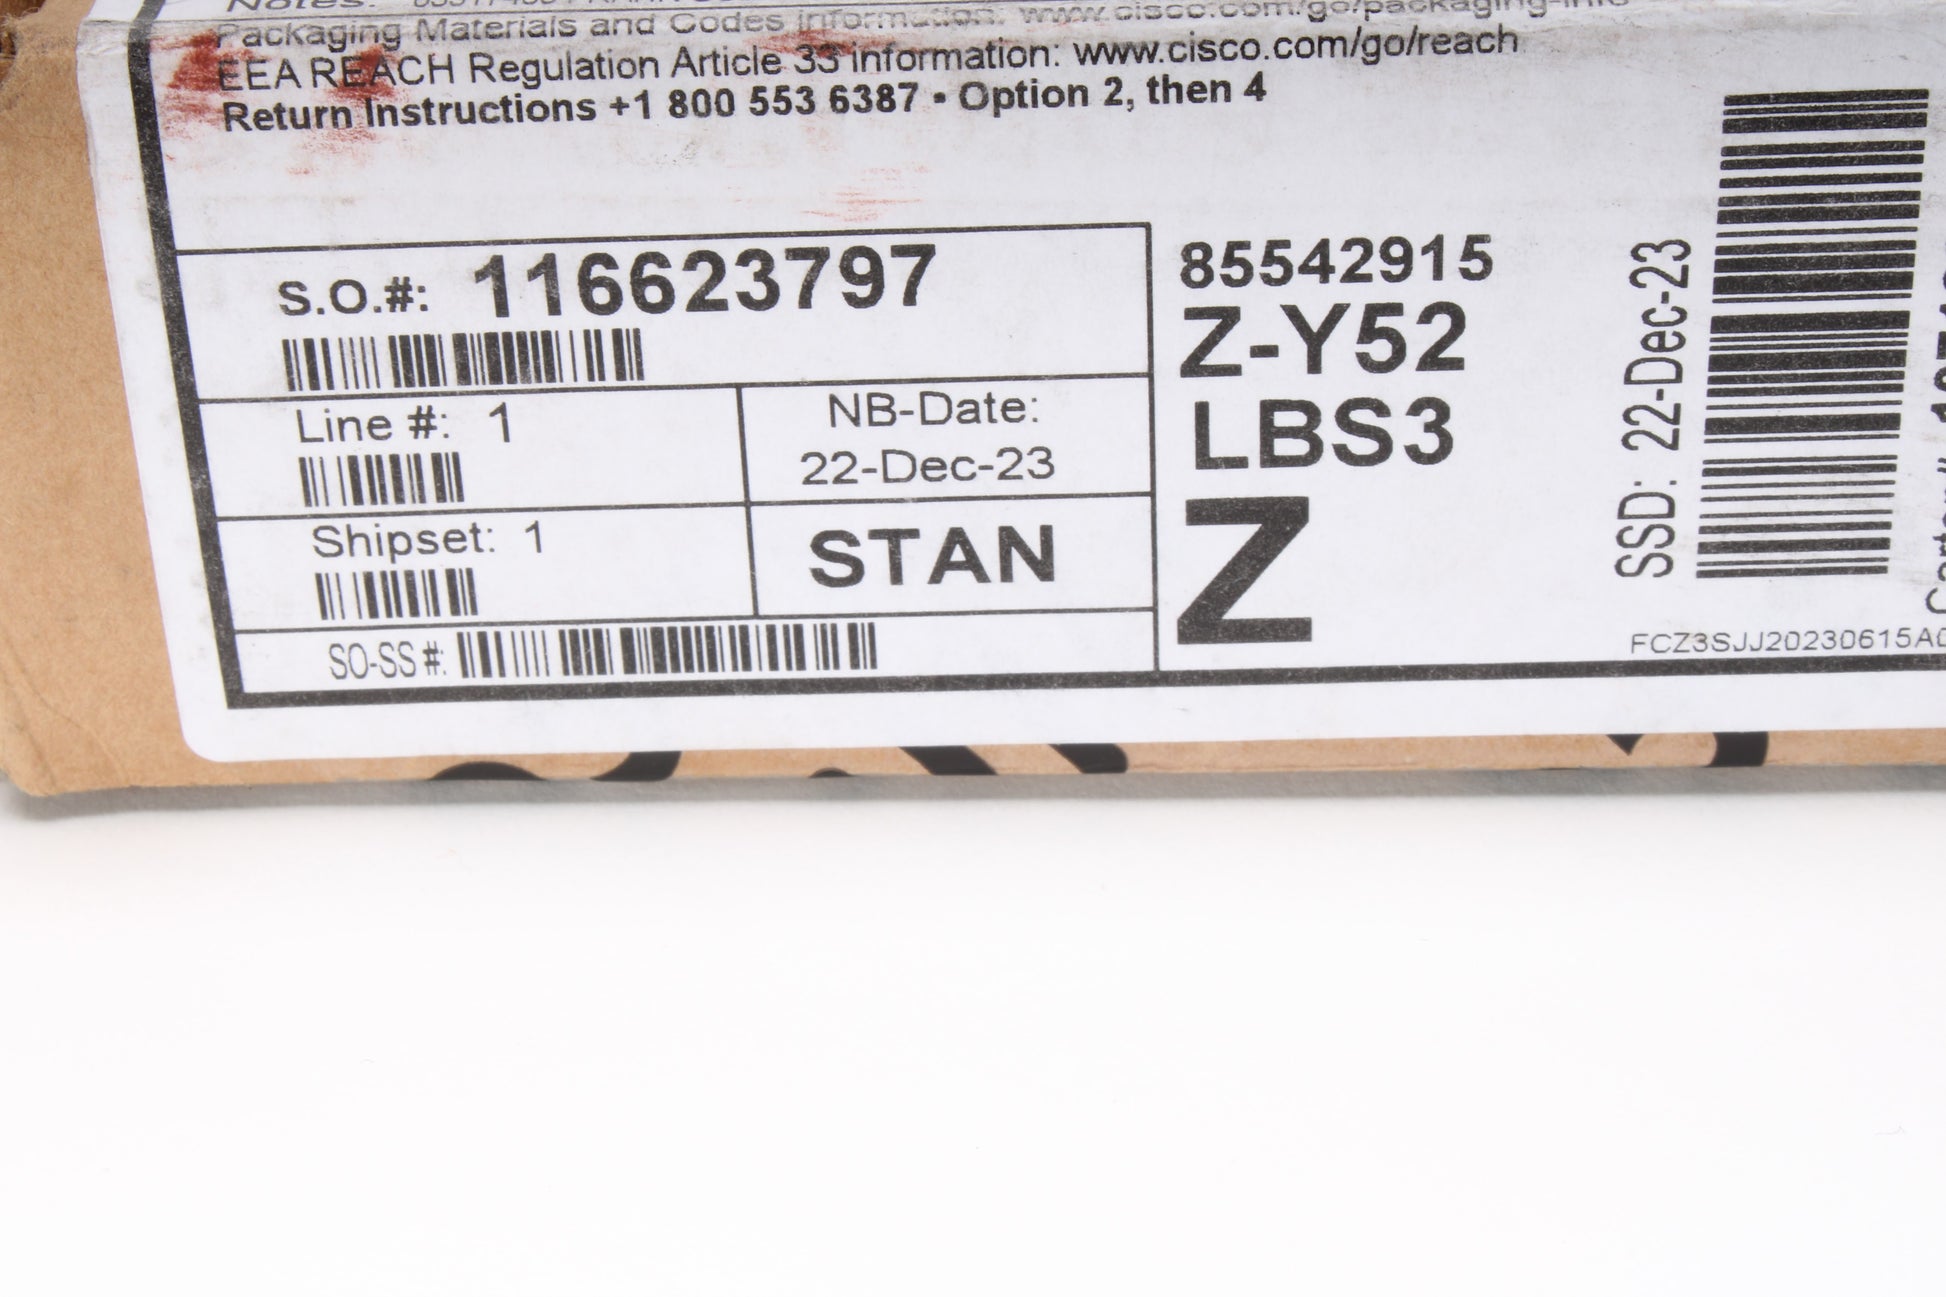 Notes:
Packaging Materials and Codes information: www.cisco.com/go/packaging-info
EEA REACH Regulation Article 33 information: www.cisco.com/go/reach
Return Instructions +1 800 553 6387 • Option 2, then 4
S.O.#: 116623797
Line #: 1
NB-Date:
22-Dec-23
Shipset: 1
STAN
SO-SS #:
85542915
Z-Y52
LBS3
Z
SSD: 22-Dec-23
FCZ3SJJ20230615A0